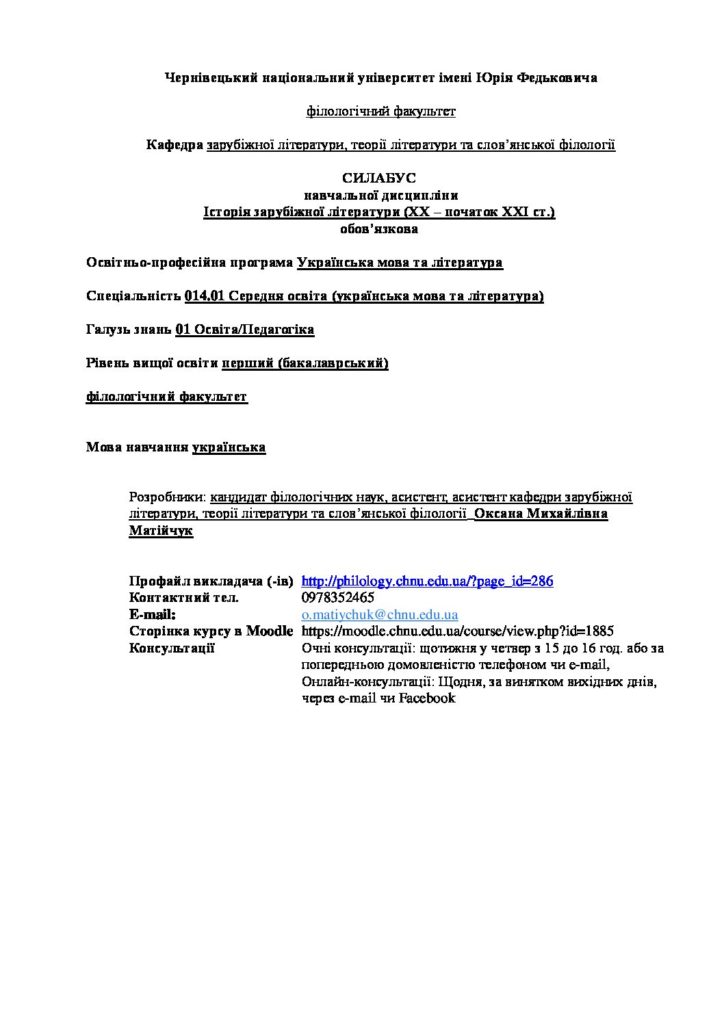 Чернівецький національний університет імені Юрія Федьковича
філологічний факультет
Кафедра зарубіжної літератури, теорії літератури та слов’янської філології
СИЛАБУС
навчальної дисципліни
Історія зарубіжної літератури (ХХ – початок ХХІ ст.)
обов’язкова
Освітньо-професійна програма Українська мова та література
Спеціальність 014.01 Середня освіта (українська мова та література)
Галузь знань 01 Освіта/Педагогіка
Рівень вищої освіти перший (бакалаврський)
філологічний факультет
Мова навчання українська
Розробники: кандидат філологічних наук, асистент, асистент кафедри зарубіжної
літератури, теорії літератури та слов’янської філології_Оксана Михайлівна
Матійчук
Профайл викладача (-ів) http://philology.chnu.edu.ua/?page_id=286
Контактний тел. 0978352465
E-mail: o.matiychuk@chnu.edu.ua
Сторінка курсу в Moodle https://moodle.chnu.edu.ua/course/view.php?id=1885
Консультації Очні консультації: щотижня у четвер з 15 до 16 год. або за
попередньою домовленістю телефоном чи e-mail,
Онлайн-консультації: Щодня, за винятком вихідних днів,
через e-mail чи Facebook